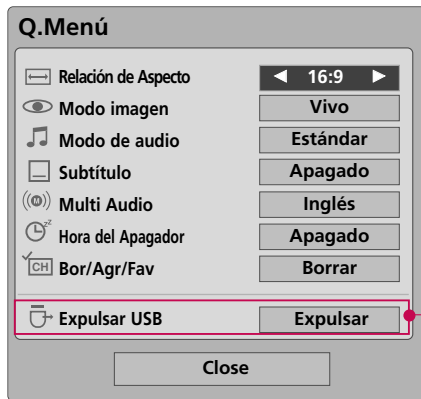 Q.Menú
Relación de Aspecto ◄ 16:9 ►
Modo imagen Vivo
Modo de audio Estándar
Subtítulo Apagado
Multi Audio Inglés
Hora del Apagador Apagado
CH Bor/Agr/Fav Borrar
Expulsar USB Expulsar
Close